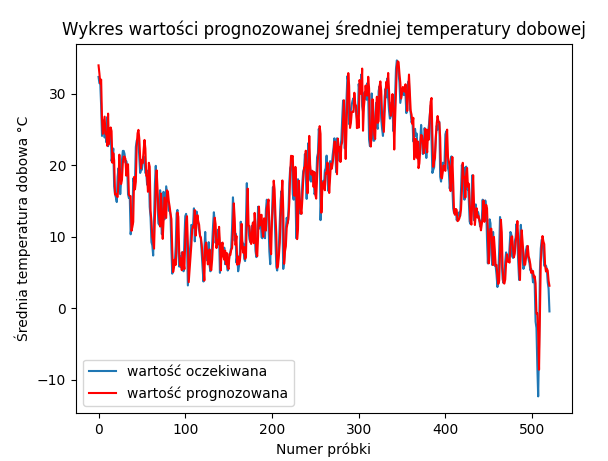 Wykres wartości prognozowanej średniej temperatury dobowej
Średnia temperatura dobowa °C
30
20
10
0
−10
wartość oczekiwana
wartość prognozowana
0 100 200 300 400 500
Numer próbki